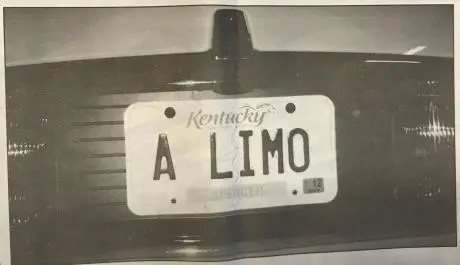 Kentucky
A LIMO
SPENCER
12